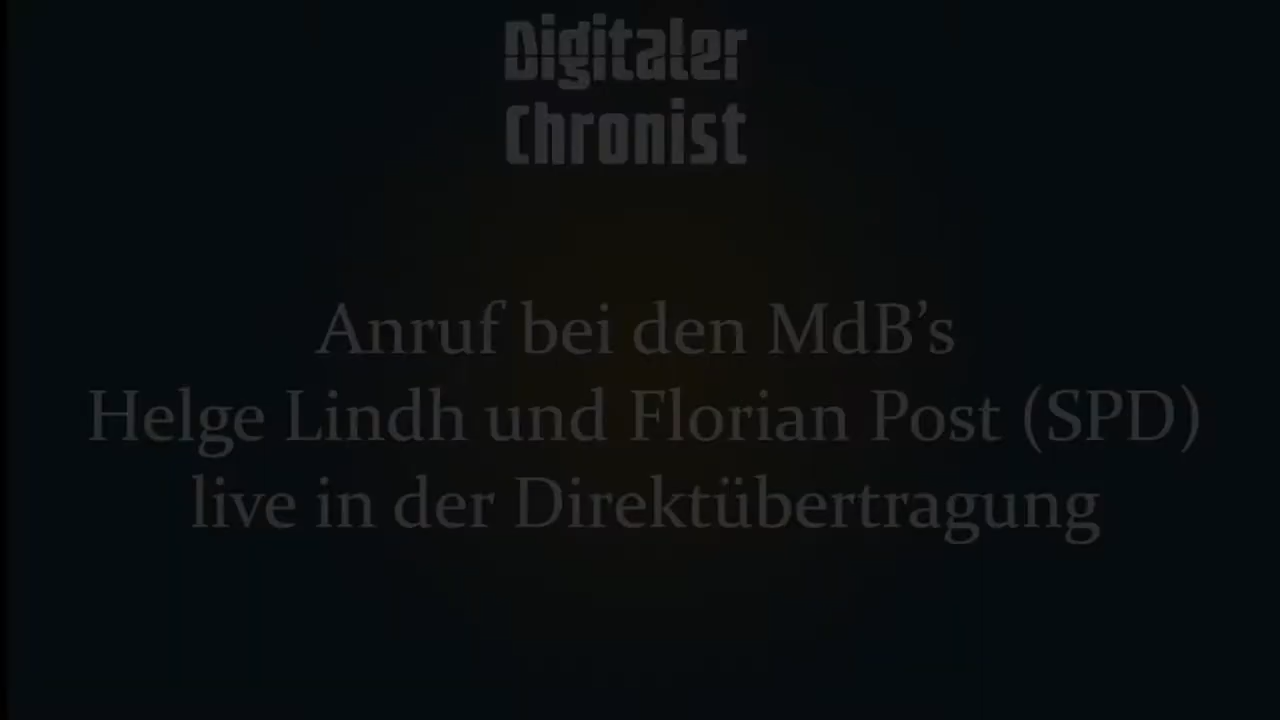 Digitaler
Chronist
Anruf bei den MdB’s
Helge Lindh und Florian Post (SPD)
live in der Direktübertragung